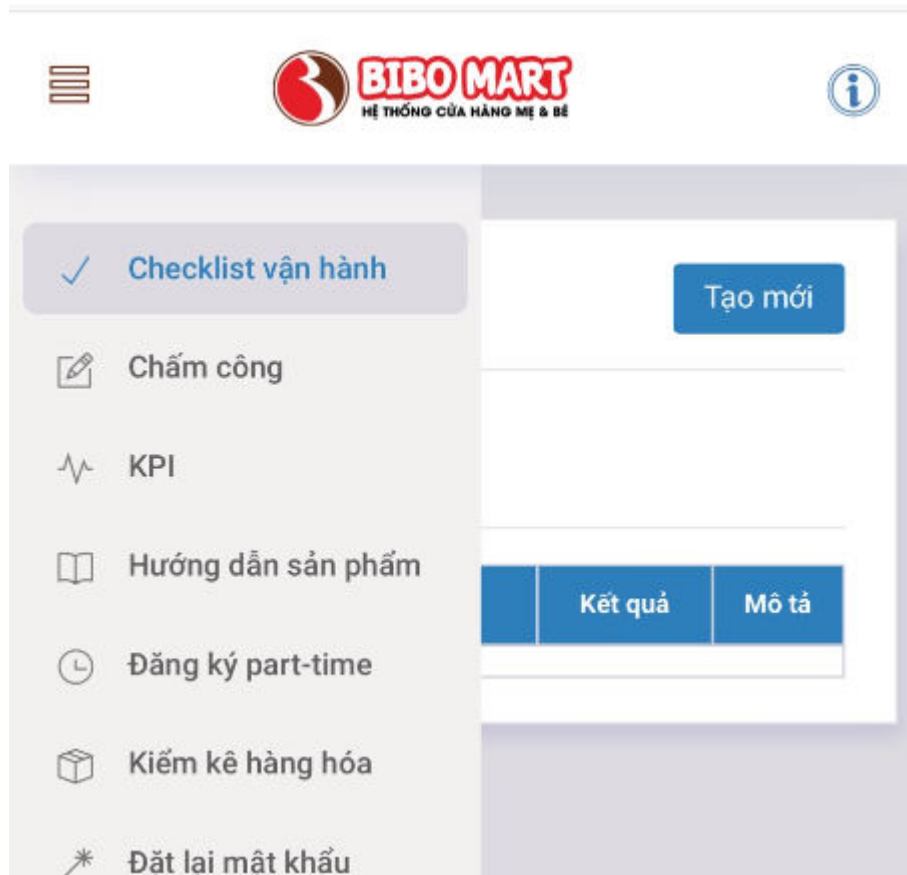 BIBO MART
HỆ THỐNG CỬA HÀNG MẸ & BÉ
Checklist vận hành
Tạo mới
Chấm công
KPI
Hướng dẫn sản phẩm
Kết quả
Mô tả
Đăng ký part-time
Kiểm kê hàng hóa
Đặt lại mật khẩu